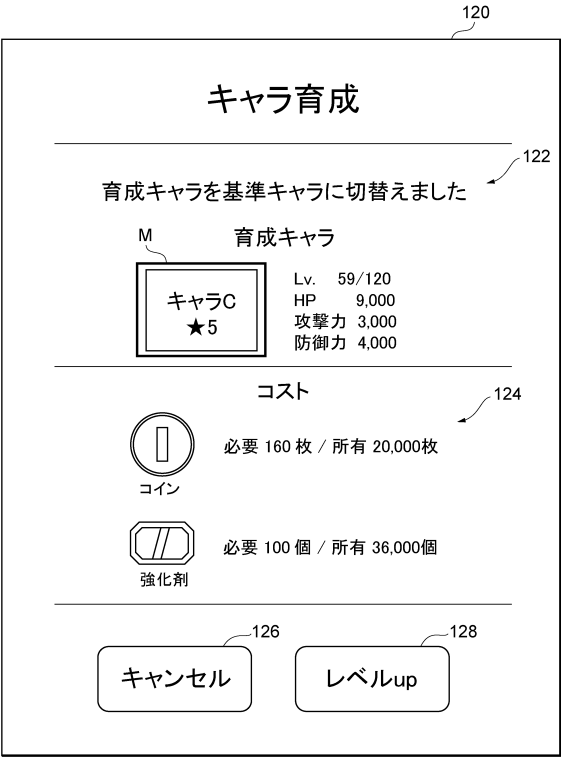 120
キャラ育成
122
育成キャラを基準キャラに切替えました
M
育成キャラ
キャラC
★5
Lv. 59/120
HP 9,000
攻撃力 3,000
防御力 4,000
コスト
124
必要 160 枚 / 所有 20,000枚
コイン
必要 100 個 / 所有 36,000個
強化剤
126
128
キャンセル
レベルup